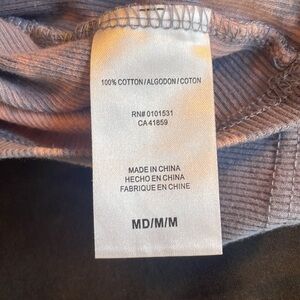 100% COTTON/ALGODON/COTON
RN# 0101531
CA 41859
MADE IN CHINA
HECHO EN CHINA
FABRIQUE EN CHINE
MD/M/M